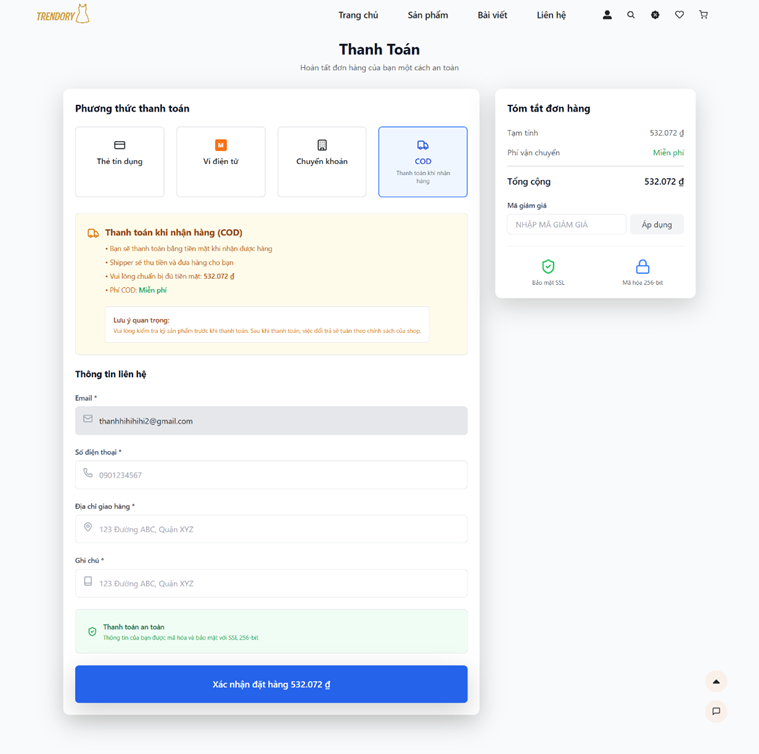 TRENDORY
Trang chủ Sản phẩm Bài viết Liên hệ
Thanh Toán
Hoàn tất đơn hàng của bạn một cách an toàn
Phương thức thanh toán
Thẻ tín dụng
M
Ví điện tử
Chuyển khoản
COD
Thanh toán khi nhận
hàng
Thanh toán khi nhận hàng (COD)
• Bạn sẽ thanh toán bằng tiền mặt khi nhận được hàng
• Shipper sẽ thu tiền và đưa hàng cho bạn
• Vui lòng chuẩn bị đủ tiền mặt: 532.072 ₫
• Phí COD: Miễn phí
Lưu ý quan trọng:
Vui lòng kiểm tra kỹ sản phẩm trước khi thanh toán. Sau khi thanh toán, việc đổi trả sẽ tuân theo chính sách của shop.
Thông tin liên hệ
Email *
thanhhihihihi2@gmail.com
Số điện thoại *
0901234567
Địa chỉ giao hàng *
123 Đường ABC, Quận XYZ
Ghi chú *
123 Đường ABC, Quận XYZ
Thanh toán an toàn
Thông tin của bạn được mã hóa và bảo mật với SSL 256-bit
Xác nhận đặt hàng 532.072 ₫
Tóm tắt đơn hàng
Tạm tính 532.072 ₫
Phí vận chuyển Miễn phí
Tổng cộng 532.072 ₫
Mã giảm giá
NHẬP MÃ GIẢM GIÁ Áp dụng
Bảo mật SSL Mã hóa 256-bit